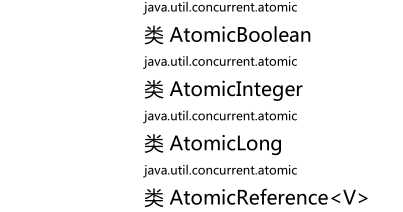 java.util.concurrent.atomic
类 AtomicBoolean
java.util.concurrent.atomic
类 AtomicInteger
java.util.concurrent.atomic
类 AtomicLong
java.util.concurrent.atomic
类 AtomicReference<V>